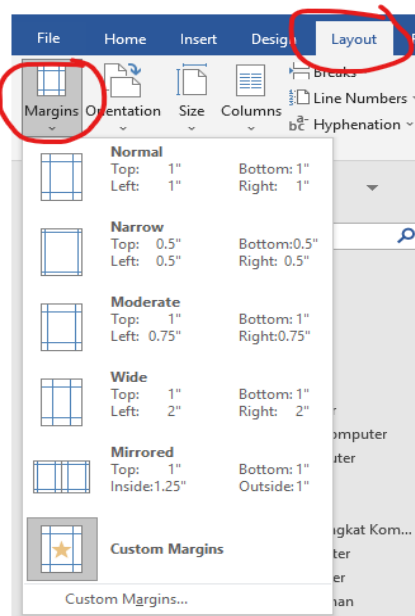 File Home Insert Design Layout
Breaks
Margins Orientation Size Columns Line Numbers
Hyphenation
Normal
Top: 1" Bottom: 1"
Left: 1" Right: 1"
Narrow
Top: 0.5" Bottom:0.5"
Left: 0.5" Right: 0.5"
Moderate
Top: 1" Bottom: 1"
Left: 0.75" Right:0.75"
Wide
Top: 1" Bottom: 1"
Left: 2" Right: 2"
omputer
uter
Mirrored
Top: 1" Bottom: 1"
Inside:1.25" Outside:1"
gkat Kom...
Custom Margins
ter
er
Custom Margins...
nan